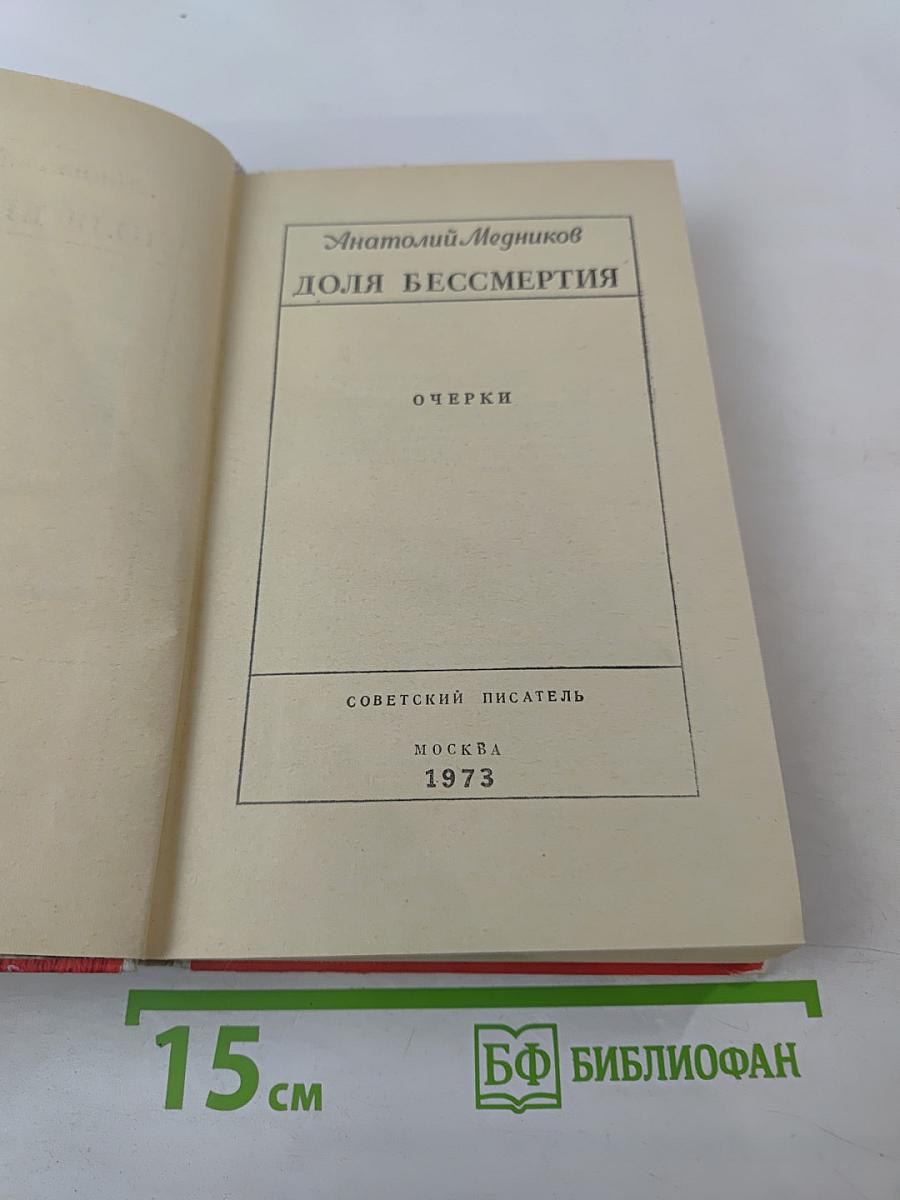 Анатолий Медников
ДОЛЯ БЕССМЕРТИЯ
ОЧЕРКИ
СОВЕТСКИЙ ПИСАТЕЛЬ
МОСКВА
1973
15 см
БФ БИБЛИОФАН